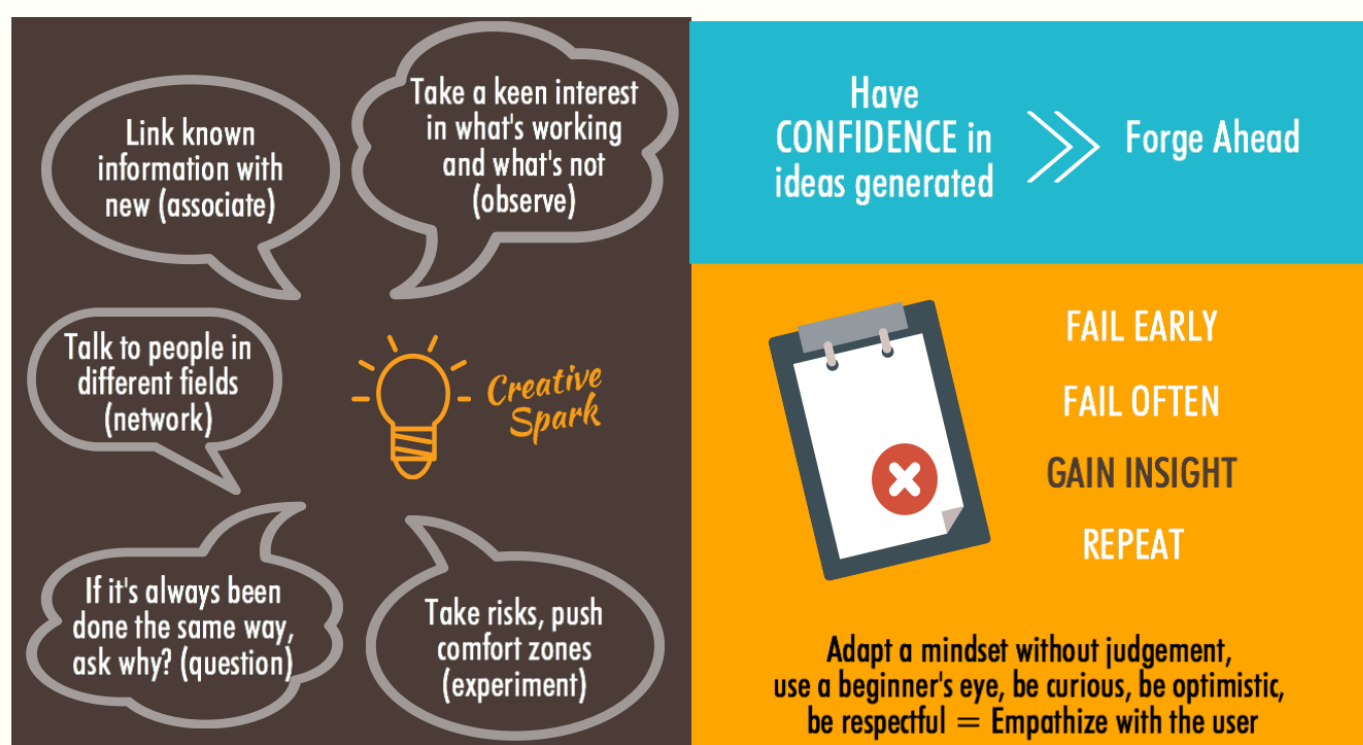 Link known
information with
new (associate)
Take a keen interest
in what's working
and what's not
(observe)
Talk to people in
different fields
(network)
Creative
Spark
If it's always been
done the same way,
ask why? (question)
Take risks, push
comfort zones
(experiment)
Have
CONFIDENCE in
ideas generated
Forge Ahead
FAIL EARLY
FAIL OFTEN
GAIN INSIGHT
REPEAT
Adapt a mindset without judgement,
use a beginner's eye, be curious, be optimistic,
be respectful = Empathize with the user